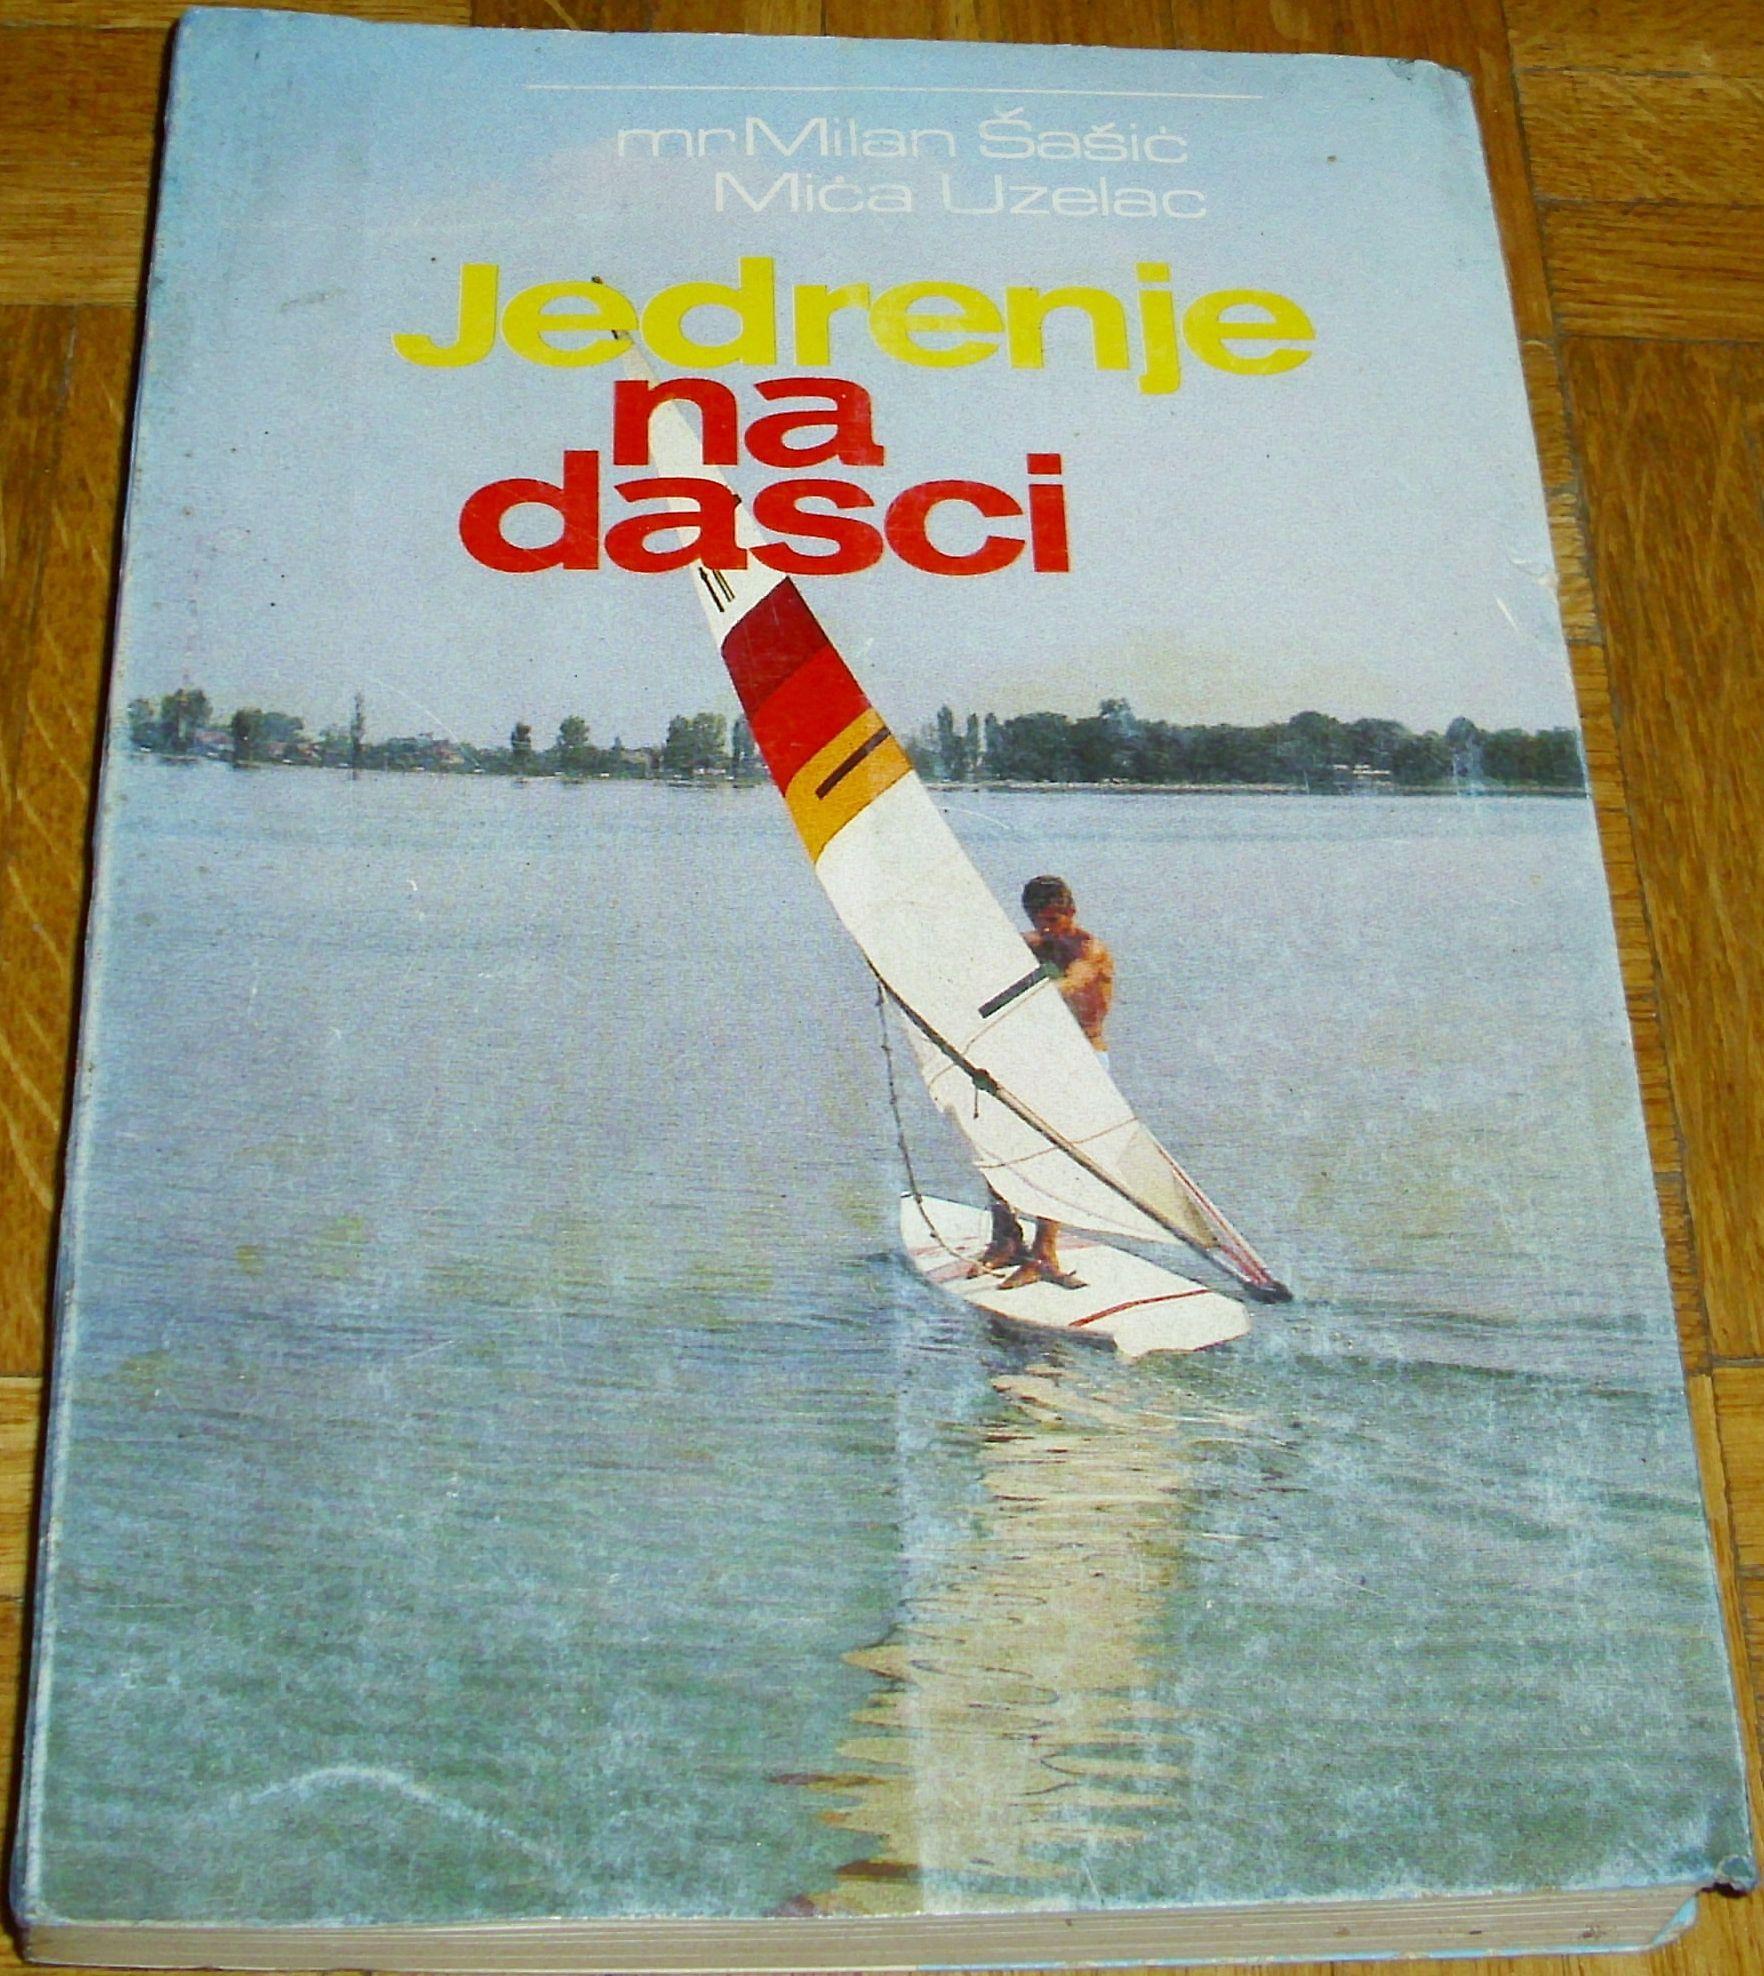 mr Milan Šašić
Mića Uzelac
Jedrenje
na
dasci